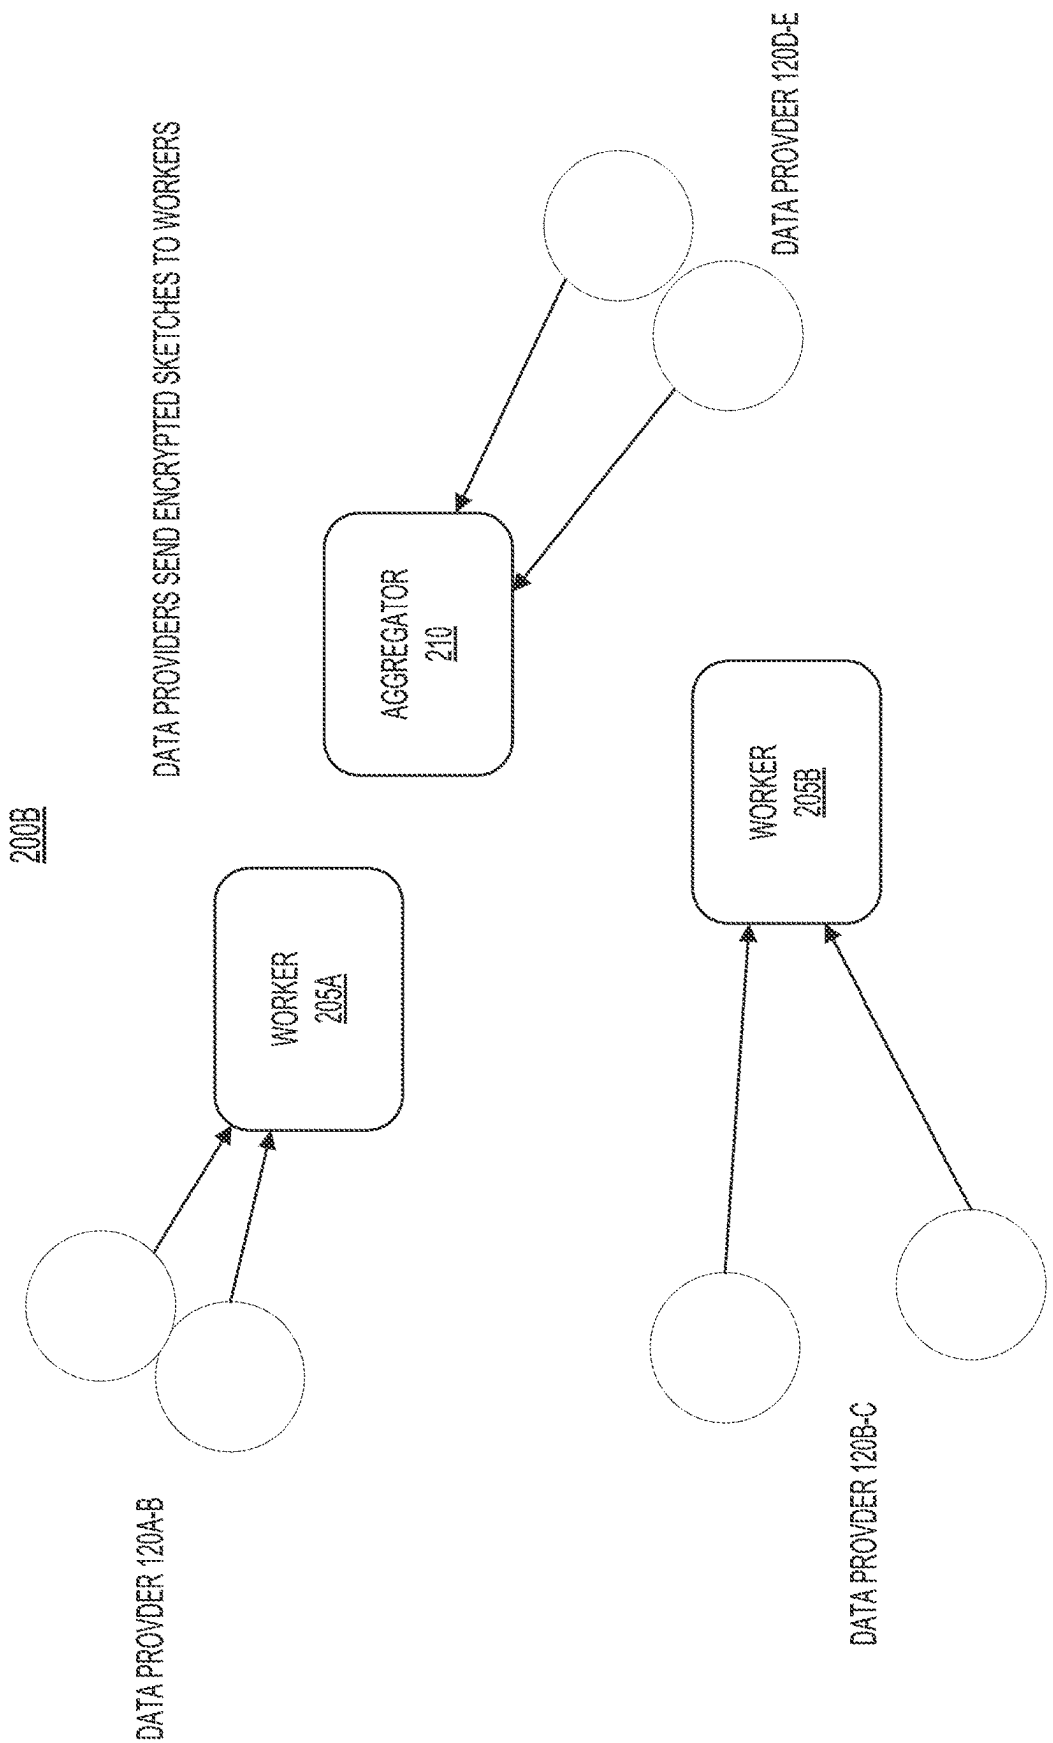 200B
DATA PROVIDERS SEND ENCRYPTED SKETCHES TO WORKERS
DATA PROVDER 120A-B
WORKER
205A
AGGREGATOR
210
DATA PROVDER 120D-E
WORKER
205B
DATA PROVDER 120B-C